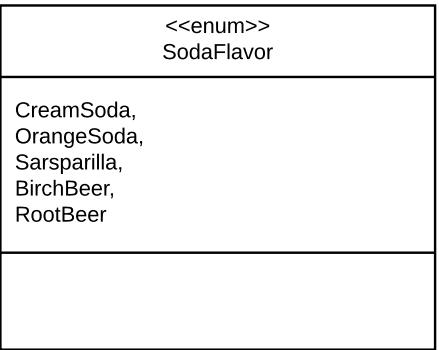 <<enum>>
SodaFlavor
CreamSoda,
OrangeSoda,
Sarsparilla,
BirchBeer,
RootBeer